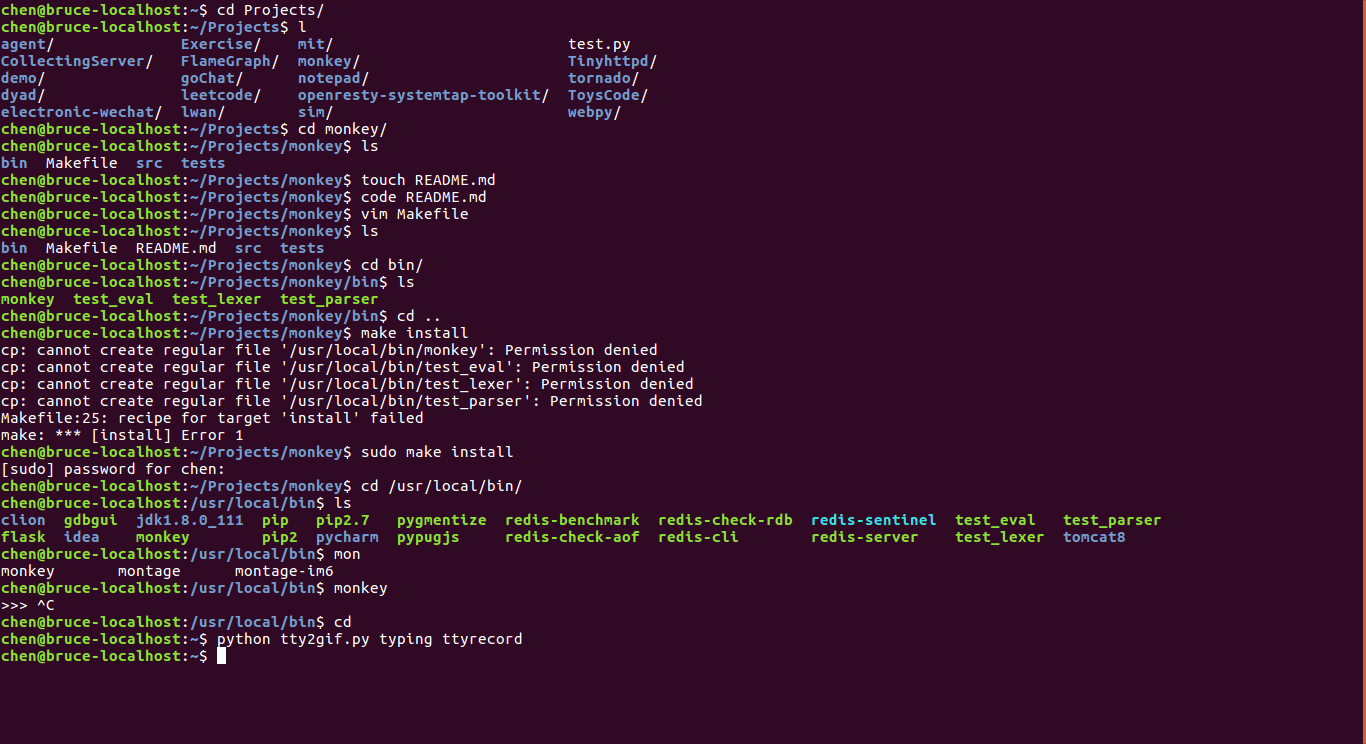 chen@bruce-localhost:~$ cd Projects/
chen@bruce-localhost:~/Projects$ l
agent/              Exercise/    mit/                          test.py
CollectingServer/   FlameGraph/  monkey/                       Tinyhttpd/
demo/               goChat/      notepad/                      tornado/
dyad/               leetcode/    openresty-systemtap-toolkit/  ToysCode/
electronic-wechat/  lwan/        sim/                          webpy/
chen@bruce-localhost:~/Projects$ cd monkey/
chen@bruce-localhost:~/Projects/monkey$ ls
bin  Makefile  src  tests
chen@bruce-localhost:~/Projects/monkey$ touch README.md
chen@bruce-localhost:~/Projects/monkey$ code README.md
chen@bruce-localhost:~/Projects/monkey$ vim Makefile
chen@bruce-localhost:~/Projects/monkey$ ls
bin  Makefile  README.md  src  tests
chen@bruce-localhost:~/Projects/monkey$ cd bin/
chen@bruce-localhost:~/Projects/monkey/bin$ ls
monkey  test_eval  test_lexer  test_parser
chen@bruce-localhost:~/Projects/monkey/bin$ cd ..
chen@bruce-localhost:~/Projects/monkey$ make install
cp: cannot create regular file '/usr/local/bin/monkey': Permission denied
cp: cannot create regular file '/usr/local/bin/test_eval': Permission denied
cp: cannot create regular file '/usr/local/bin/test_lexer': Permission denied
cp: cannot create regular file '/usr/local/bin/test_parser': Permission denied
Makefile:25: recipe for target 'install' failed
make: *** [install] Error 1
chen@bruce-localhost:~/Projects/monkey$ sudo make install
[sudo] password for chen:
chen@bruce-localhost:~/Projects/monkey$ cd /usr/local/bin/
chen@bruce-localhost:/usr/local/bin$ ls
clion  gdbgui  jdk1.8.0_111  pip   pip2.7   pygmentize  redis-benchmark  redis-check-rdb  redis-sentinel  test_eval   test_parser
flask  idea    monkey        pip2  pycharm  pypugjs     redis-check-aof  redis-cli        redis-server    test_lexer  tomcat8
chen@bruce-localhost:/usr/local/bin$ mon
monkey       montage      montage-im6
chen@bruce-localhost:/usr/local/bin$ monkey
>>> ^C
chen@bruce-localhost:/usr/local/bin$ cd
chen@bruce-localhost:~$ python tty2gif.py typing ttyrecord
chen@bruce-localhost:~$